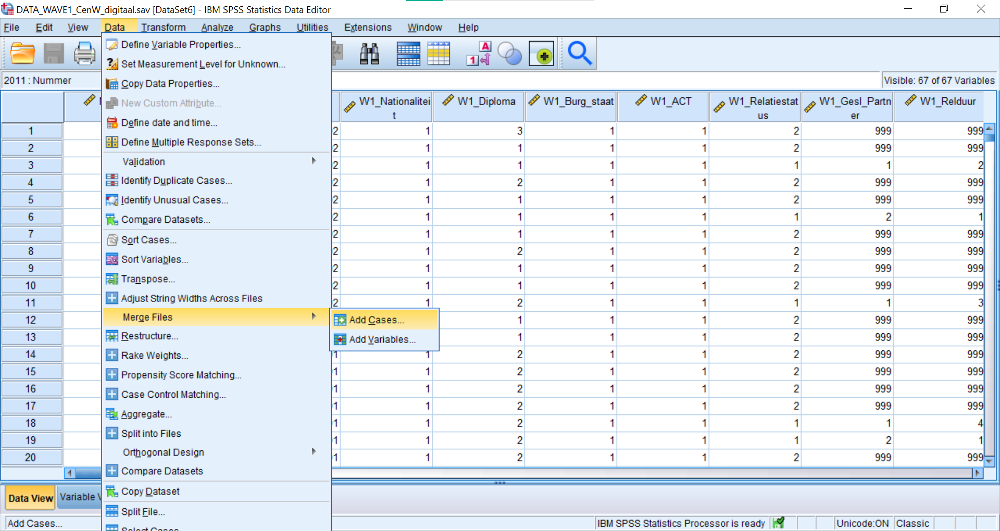 DATA_WAVE1_CenW_digitaal.sav [DataSet6] - IBM SPSS Statistics Data Editor
File Edit View Data Transform Analyze Graphs Utilities Extensions Window Help
2011 : Nummer
Visible: 67 of 67 Variables
Define Variable Properties...
Set Measurement Level for Unknown...
Copy Data Properties...
New Custom Attribute...
Define date and time...
Define Multiple Response Sets...
Validation
Identify Duplicate Cases...
Identify Unusual Cases...
Compare Datasets...
Sort Cases...
Sort Variables...
Transpose...
Adjust String Widths Across Files
Merge Files
Restructure...
Rake Weights...
Propensity Score Matching...
Case Control Matching...
Aggregate...
Split into Files
Orthogonal Design
Compare Datasets
Copy Dataset
Split File...
Select Cases
Add Cases...
Add Variables...
W1_Nationalitei
t
W1_Diploma
W1_Burg_staat
W1_ACT
W1_Relatiestat
us
W1_Gesl_Partn
er
W1_Relduur
1 2 1 3 1 1 2 999 999
2 2 1 1 1 1 2 999 999
3 2 1 1 1 1 1 1 2
4 2 1 2 1 1 2 999 999
5 2 1 1 1 1 2 999 999
6 2 1 1 1 1 1 2 1
7 2 1 1 1 1 2 999 999
8 2 1 2 1 1 2 999 999
9 2 1 1 1 1 2 999 999
10 2 1 1 1 1 2 999 999
11 2 1 2 1 1 1 1 3
12 1 1 1 2 999 999
13 1 1 1 2 999 999
14 1 1 2 1 1 2 999 999
15 1 1 2 1 1 2 999 999
16 1 1 2 1 1 2 999 999
17 1 1 2 1 1 2 999 999
18 1 1 2 1 1 1 1 4
19 1 1 2 1 1 1 2 1
20 1 1 2 1 1 2 999 999
Data View Variable V
Add Cases...
IBM SPSS Statistics Processor is ready
Unicode:ON Classic